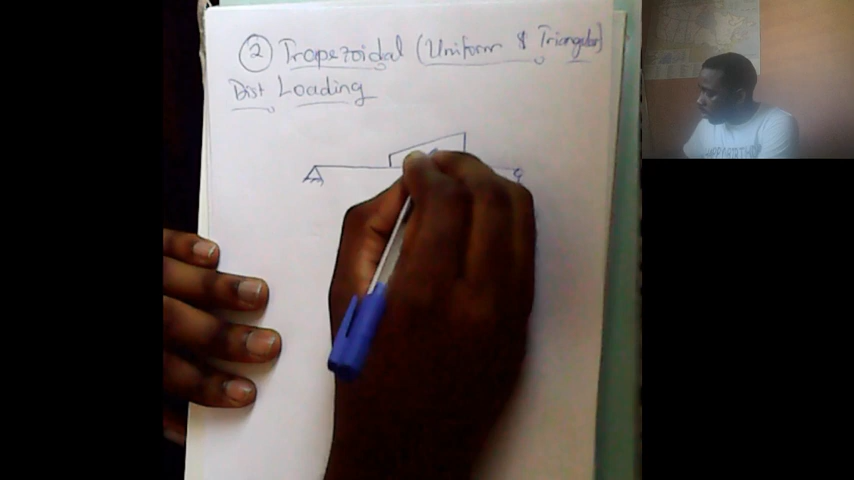 ② Trapezoidal (Uniform & Triangular)
Dist Loading